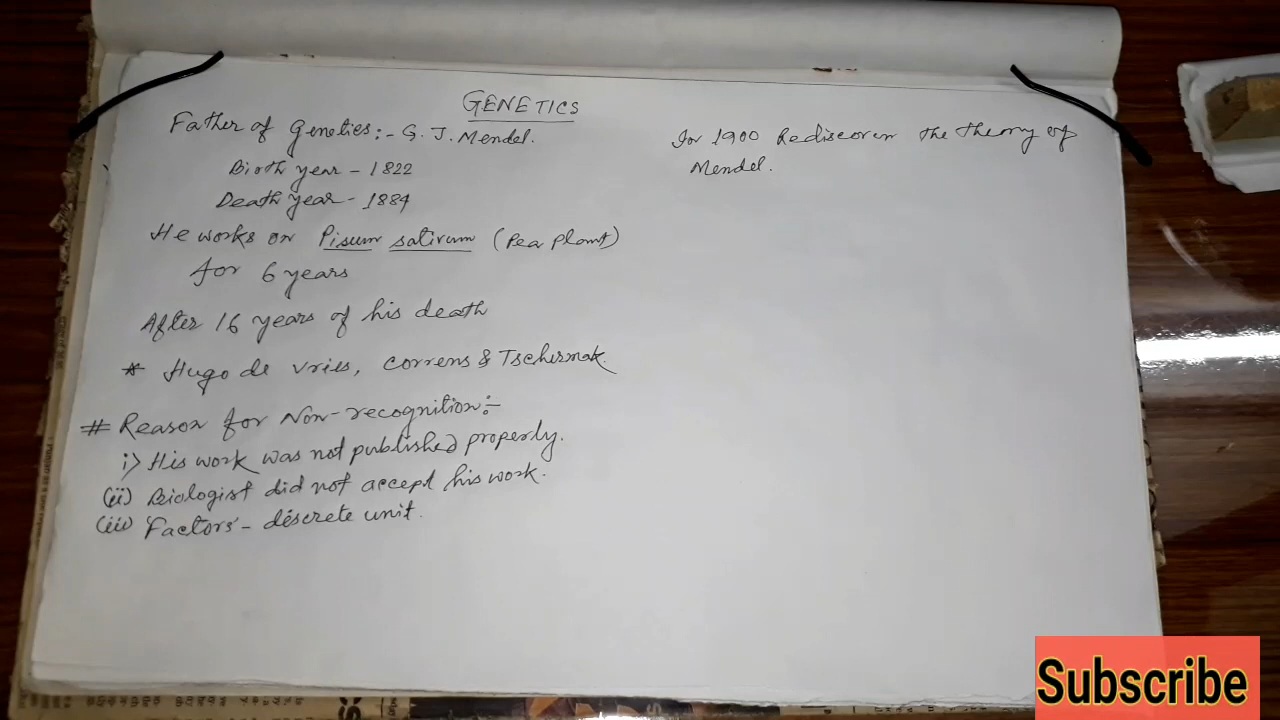 GENETICS
Father of Genetics:- G. J. Mendel.
Birth year - 1822
Death year - 1884
He works on Pisum sativum (Pea plant)
for 6 years
After 16 years of his death
* Hugo de Vries, Correns & Tschermak.
# Reason for Non-recognition:-
i) His work was not published properly.
(ii) Biologist did not accept his work.
(iii) 'Factors' - discrete unit.
In 1900 Rediscover the theory of
Mendel.
Subscribe